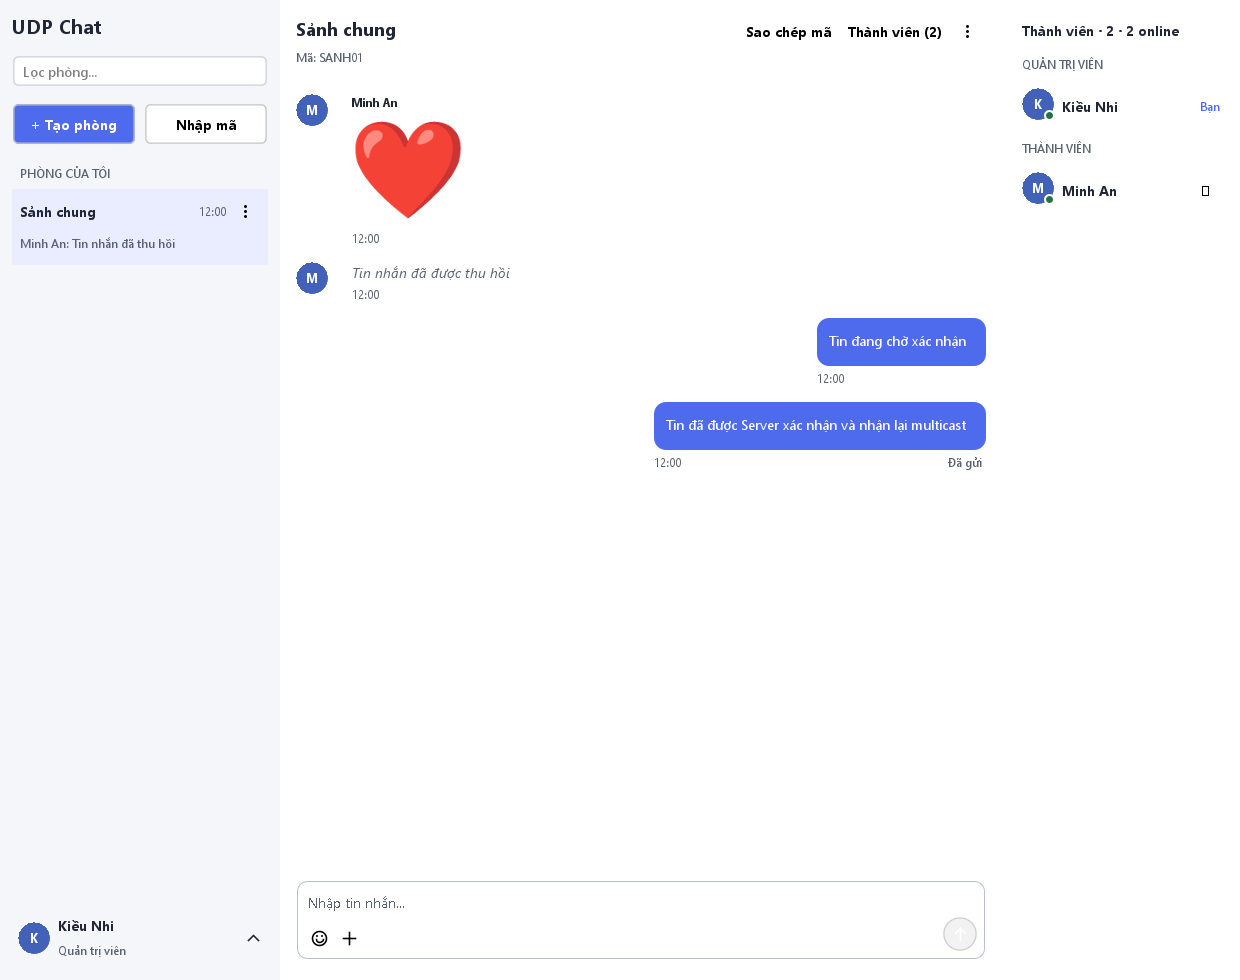 UDP Chat
Lọc phòng...
+ Tạo phòng
Nhập mã
PHÒNG CỦA TÔI
Sảnh chung 12:00
Minh An: Tin nhắn đã thu hồi
K
Kiều Nhi
Quản trị viên
Sảnh chung
Mã: SANH01
Sao chép mã
Thành viên (2)
M
Minh An
12:00
M
Tin nhắn đã được thu hồi
12:00
Tin đang chờ xác nhận
12:00
Tin đã được Server xác nhận và nhận lại multicast
12:00 Đã gửi
Nhập tin nhắn...
Thành viên - 2 - 2 online
QUẢN TRỊ VIÊN
K
Kiều Nhi Bạn
THÀNH VIÊN
M
Minh An